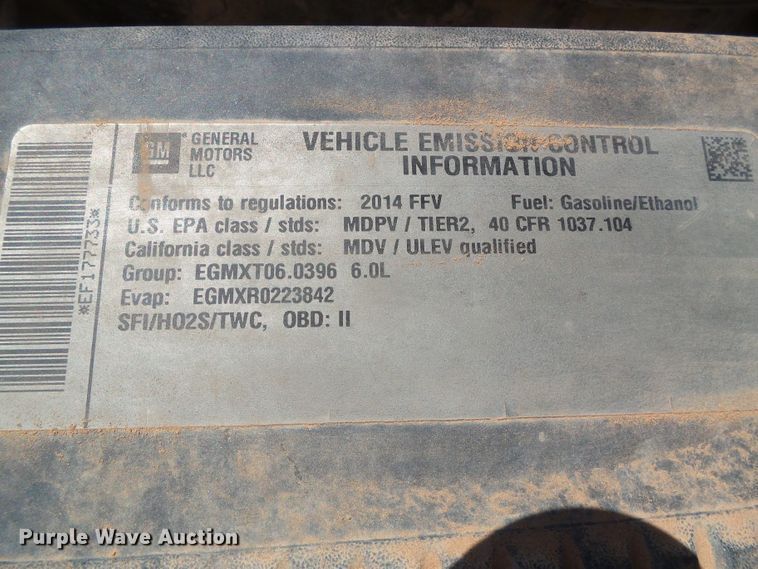 GM
GENERAL MOTORS LLC
VEHICLE EMISSION CONTROL
INFORMATION
Conforms to regulations: 2014 FFV Fuel: Gasoline/Ethanol
U.S. EPA class / stds: MDPV / TIER2, 40 CFR 1037.104
California class / stds: MDV / ULEV qualified
Group: EGMXT06.0396 6.0L
Evap: EGMXR0223842
SFI/HO2S/TWC, OBD: II
*EF177733*
Purple Wave Auction